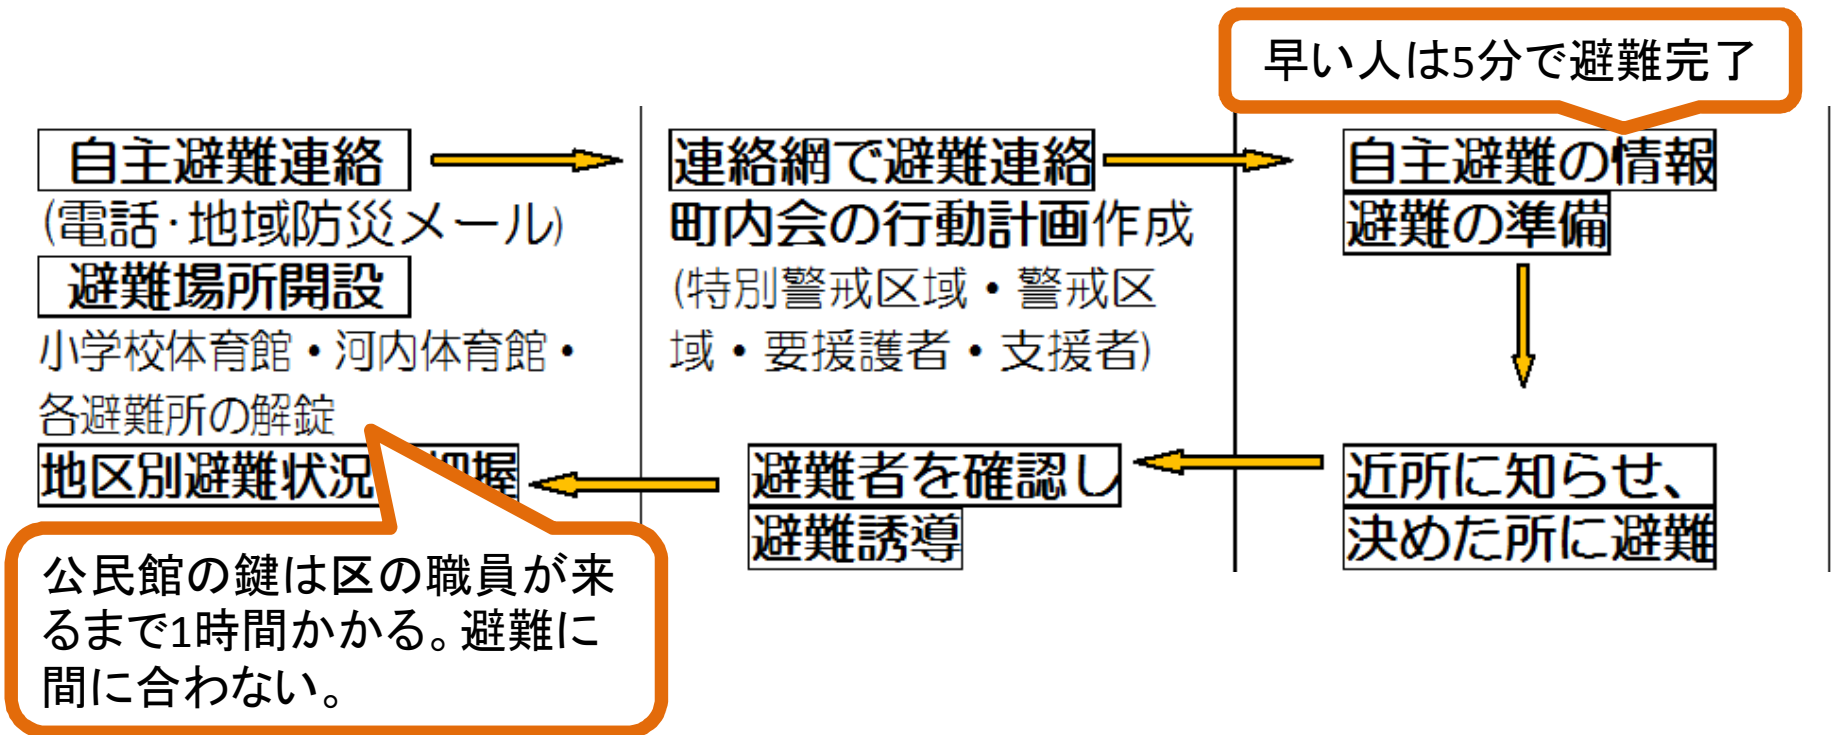 早い人は5分で避難完了
自主避難連絡
(電話・地域防災メール)
避難場所開設
小学校体育館・河内体育館・
各避難所の解錠
地区別避難状況 把握
連絡網で避難連絡
町内会の行動計画作成
(特別警戒区域・警戒区
域・要援護者・支援者)
避難者を確認し
避難誘導
自主避難の情報
避難の準備
近所に知らせ、
決めた所に避難
公民館の鍵は区の職員が来
るまで1時間かかる。避難に
間に合わない。